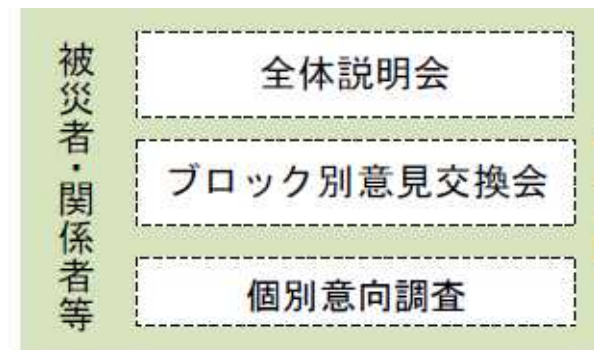 被災者・関係者等
全体説明会
ブロック別意見交換会
個別意向調査